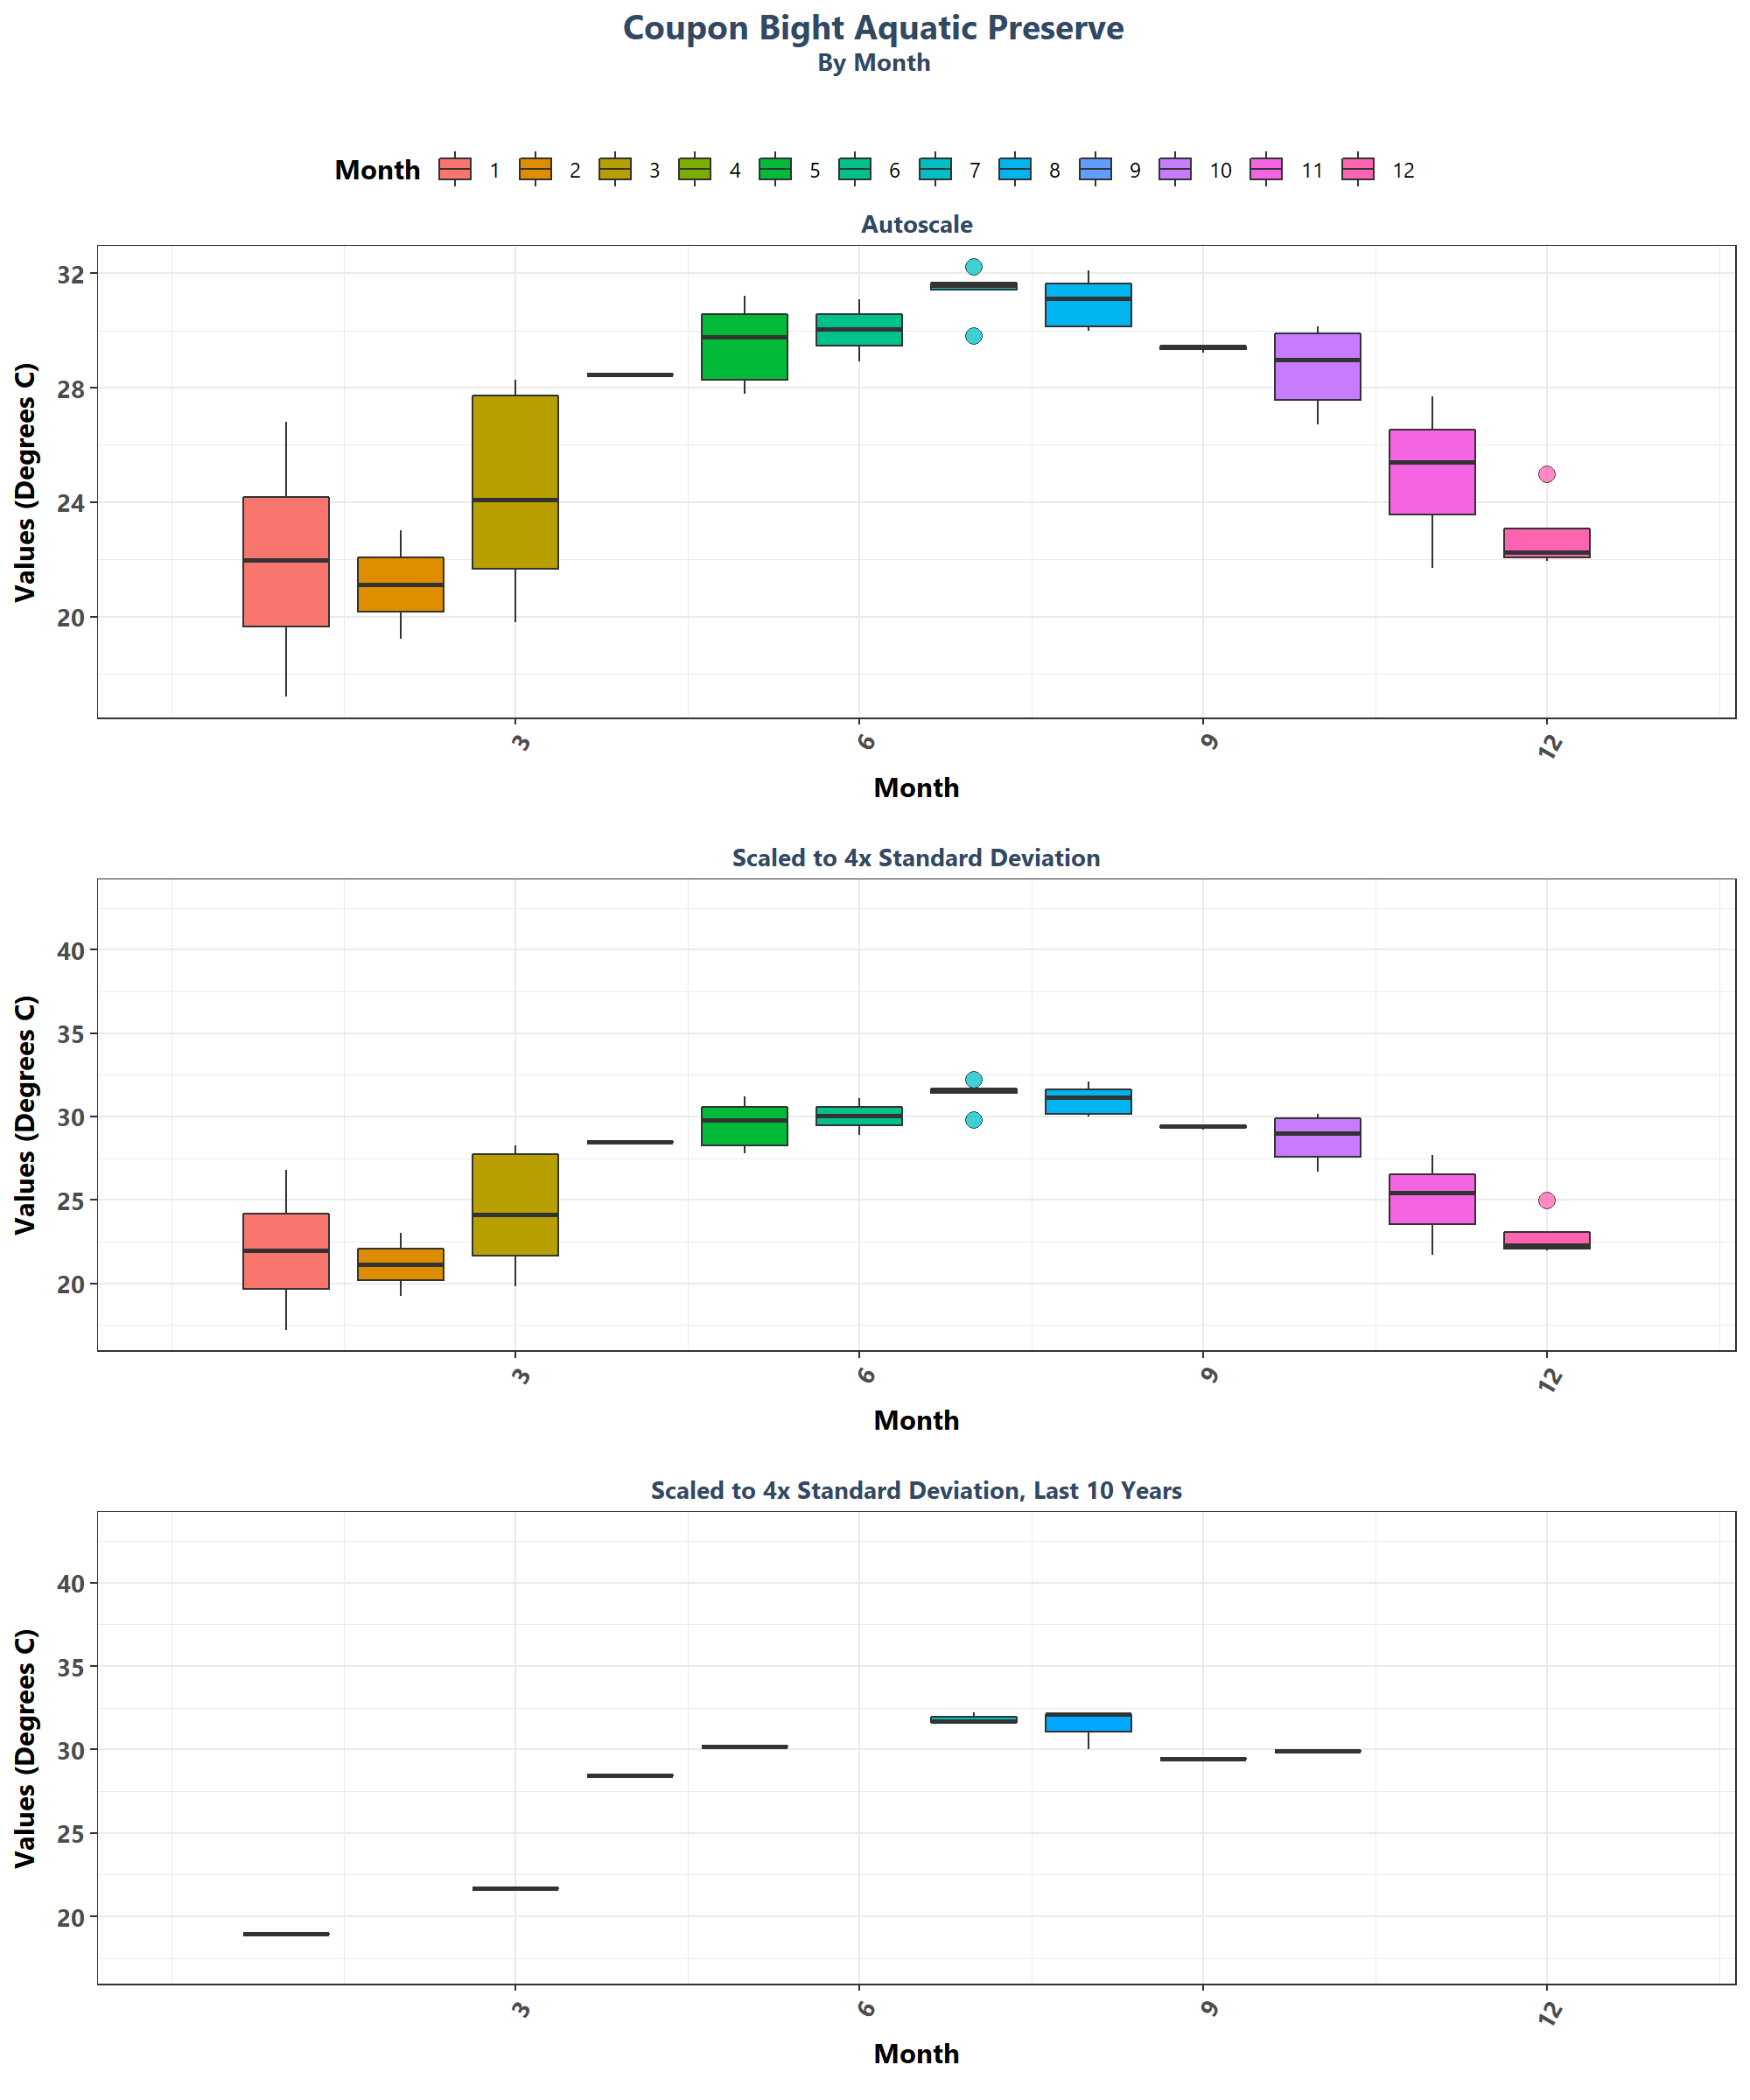 Coupon Bight Aquatic Preserve
By Month
Month 1 2 3 4 5 6 7 8 9 10 11 12
Autoscale
Values (Degrees C)
32
28
24
20
3 6 9 12
Month
Scaled to 4x Standard Deviation
Values (Degrees C)
40
35
30
25
20
3 6 9 12
Month
Scaled to 4x Standard Deviation, Last 10 Years
Values (Degrees C)
40
35
30
25
20
3 6 9 12
Month